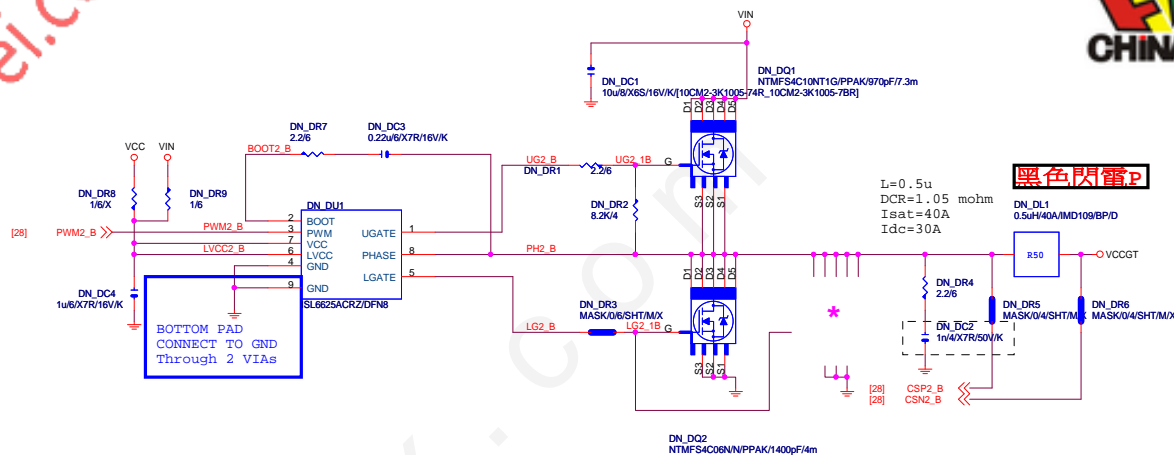 VIN
CHINA
DN_DC1
10u/8/X6S/16V/K/[10CM2-3K1005-74R_10CM2-3K1005-7BR]
DN_DQ1
NTMFS4C10NT1G/PPAK/970pF/7.3m
D1 D2 D3 D4 D5
DN_DR7
2.2/6
DN_DC3
0.22u/6/X7R/16V/K
VCC
VIN
BOOT2_B
UG2_B
DN_DR1
2.2/6
UG2_1B
G
S3 S2 S1
DN_DR8
1/6/X
DN_DR9
1/6
DN_DU1
DN_DR2
8.2K/4
L=0.5u
DCR=1.05 mohm
Isat=40A
Idc=30A
黑色閃雷P
DN_DL1
0.5uH/40A/IMD109/BP/D
[28] PWM2_B
2 BOOT
3 PWM
7 VCC
6 LVCC
4 GND
9 GND
UGATE 1
PHASE 8
LGATE 5
LVCC2_B
PH2_B
R50
VCCGT
SL6625ACRZ/DFN8
D1 D2 D3 D4 D5
DN_DC4
1u/6/X7R/16V/K
DN_DR3
MASK/0/6/SHT/M/X
LG2_B
LG2_1B
G
S3 S2 S1
*
DN_DR4
2.2/6
DN_DR5
MASK/0/4/SHT/M/X
DN_DR6
MASK/0/4/SHT/M/X
DN_DC2
1n/4/X7R/50V/K
BOTTOM PAD
CONNECT TO GND
Through 2 VIAs
[28] CSP2_B
[28] CSN2_B
DN_DQ2
NTMFS4C06N/N/PPAK/1400pF/4m